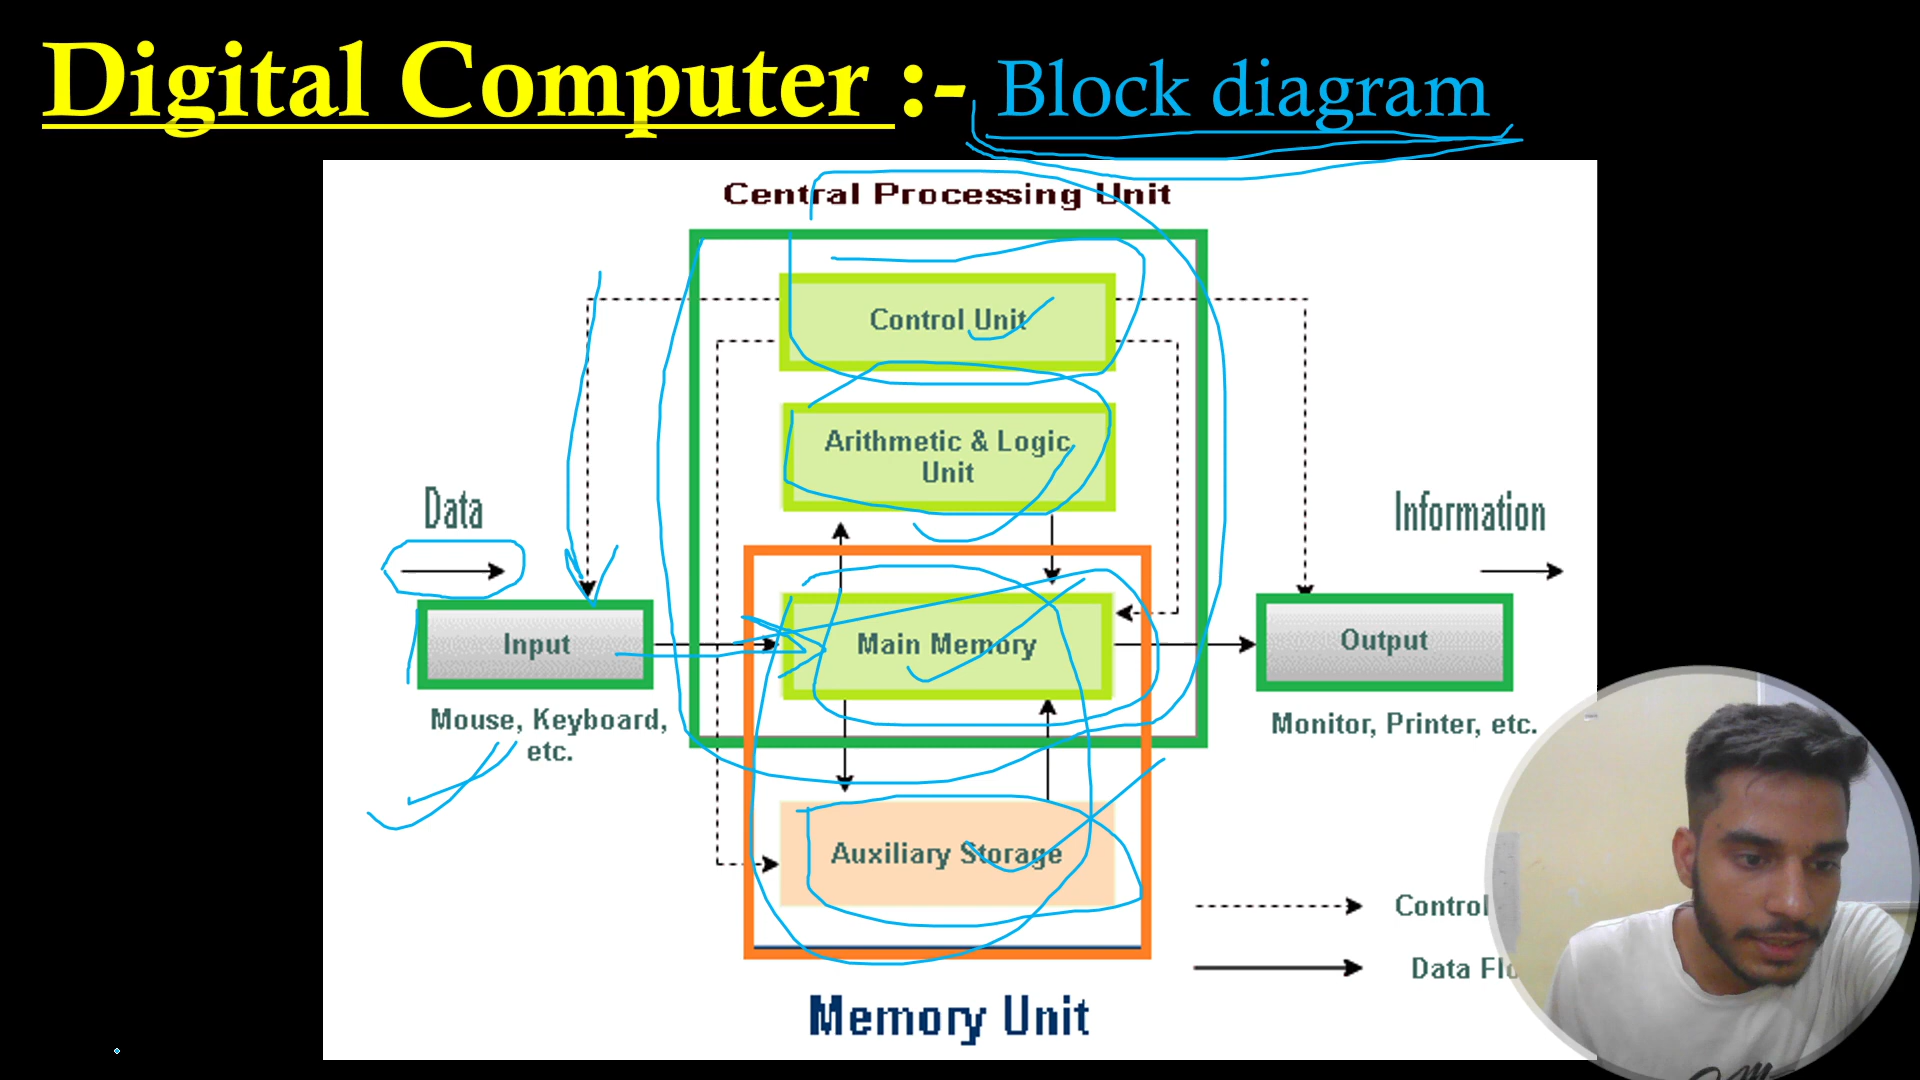 Digital Computer :- Block diagram
Central Processing Unit
Control Unit
Arithmetic & Logic
Unit
Data
Information
Input
Main Memory
Output
Mouse, Keyboard,
etc.
Monitor, Printer, etc.
Auxiliary Storage
Control
Data
Memory Unit